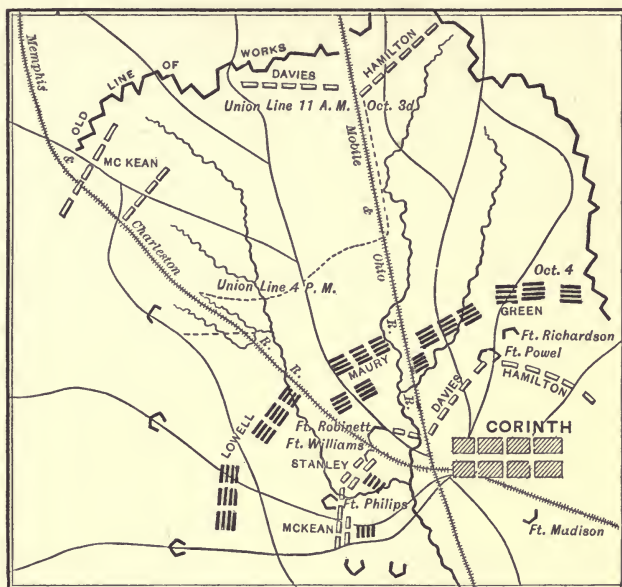 OLD LINE OF WORKS
DAVIES
Union Line 11 A.M. Oct. 3d
HAMILTON
MC KEAN
Memphis & Charleston R. R.
Mobile & Ohio R. R.
Union Line 4 P.M.
Oct. 4
GREEN
Ft. Richardson
Ft. Powel
HAMILTON
MAURY
DAVIES
LOWELL
Ft. Robinett
Ft. Williams
STANLEY
CORINTH
Ft. Philips
MCKEAN
Ft. Madison